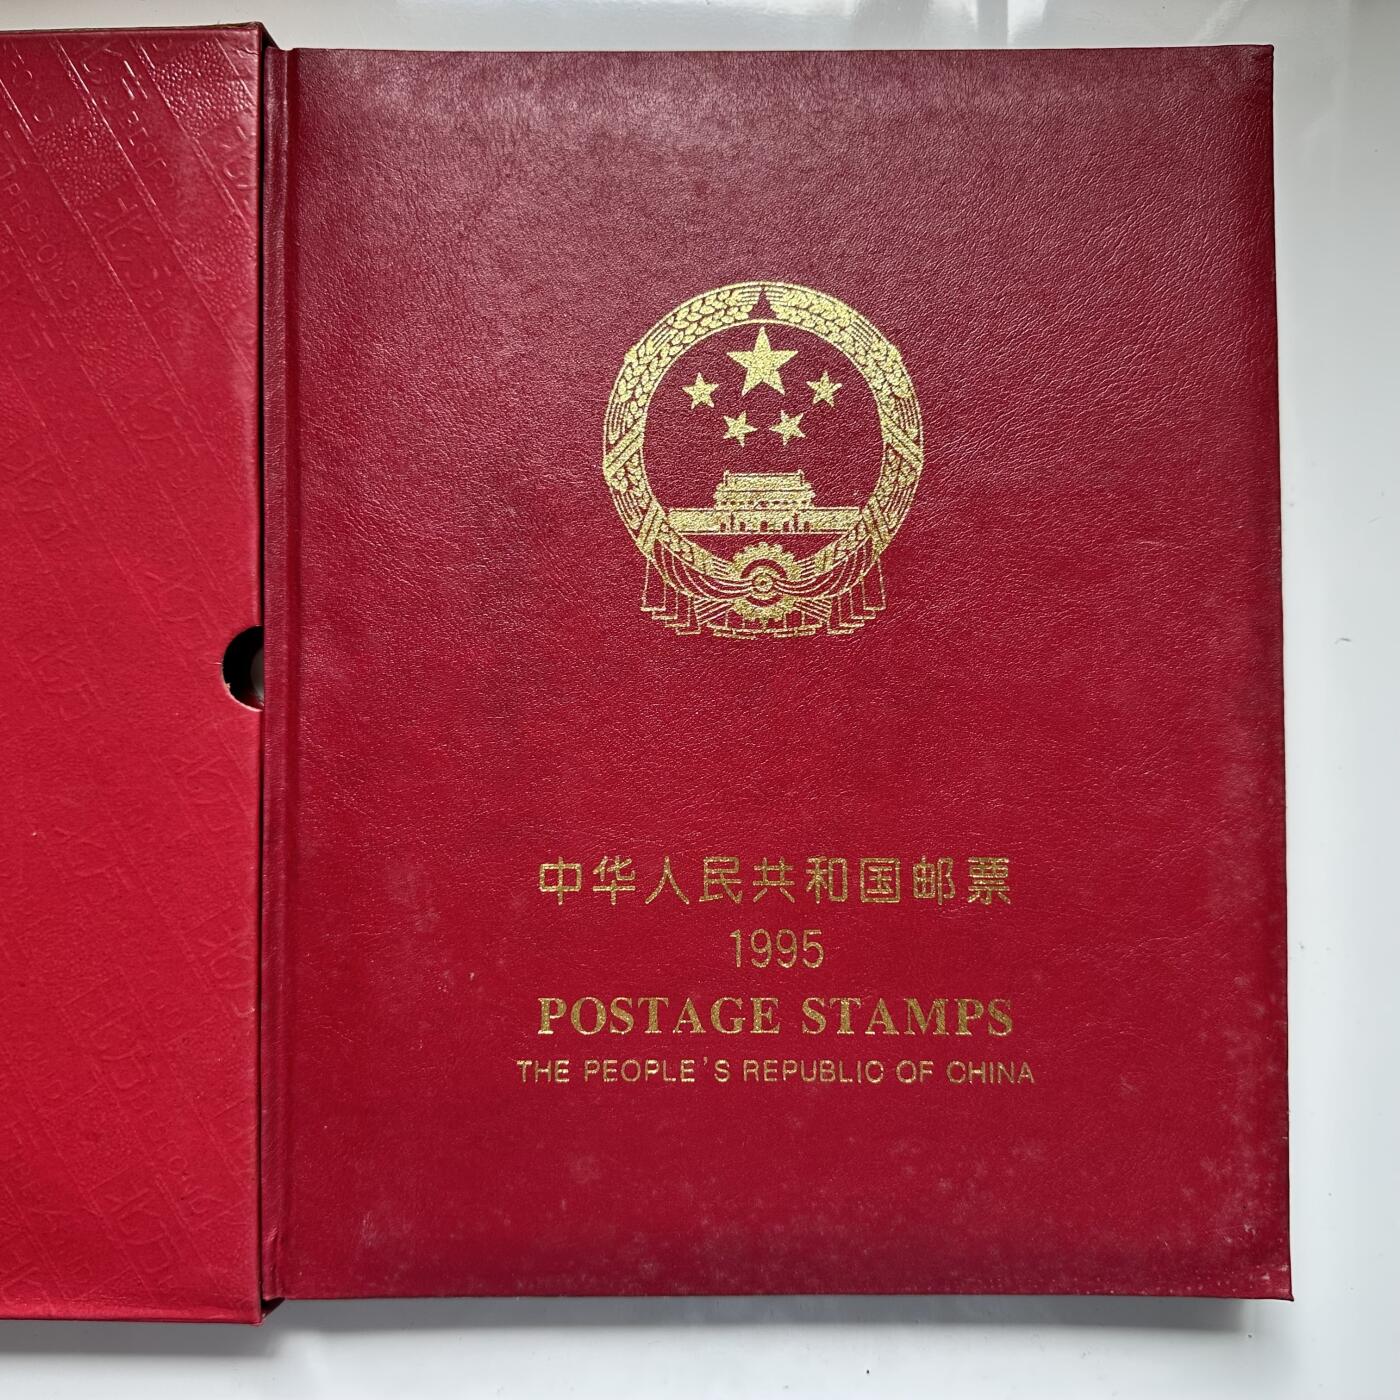 中华人民共和国邮票
1995
POSTAGE STAMPS
THE PEOPLE'S REPUBLIC OF CHINA